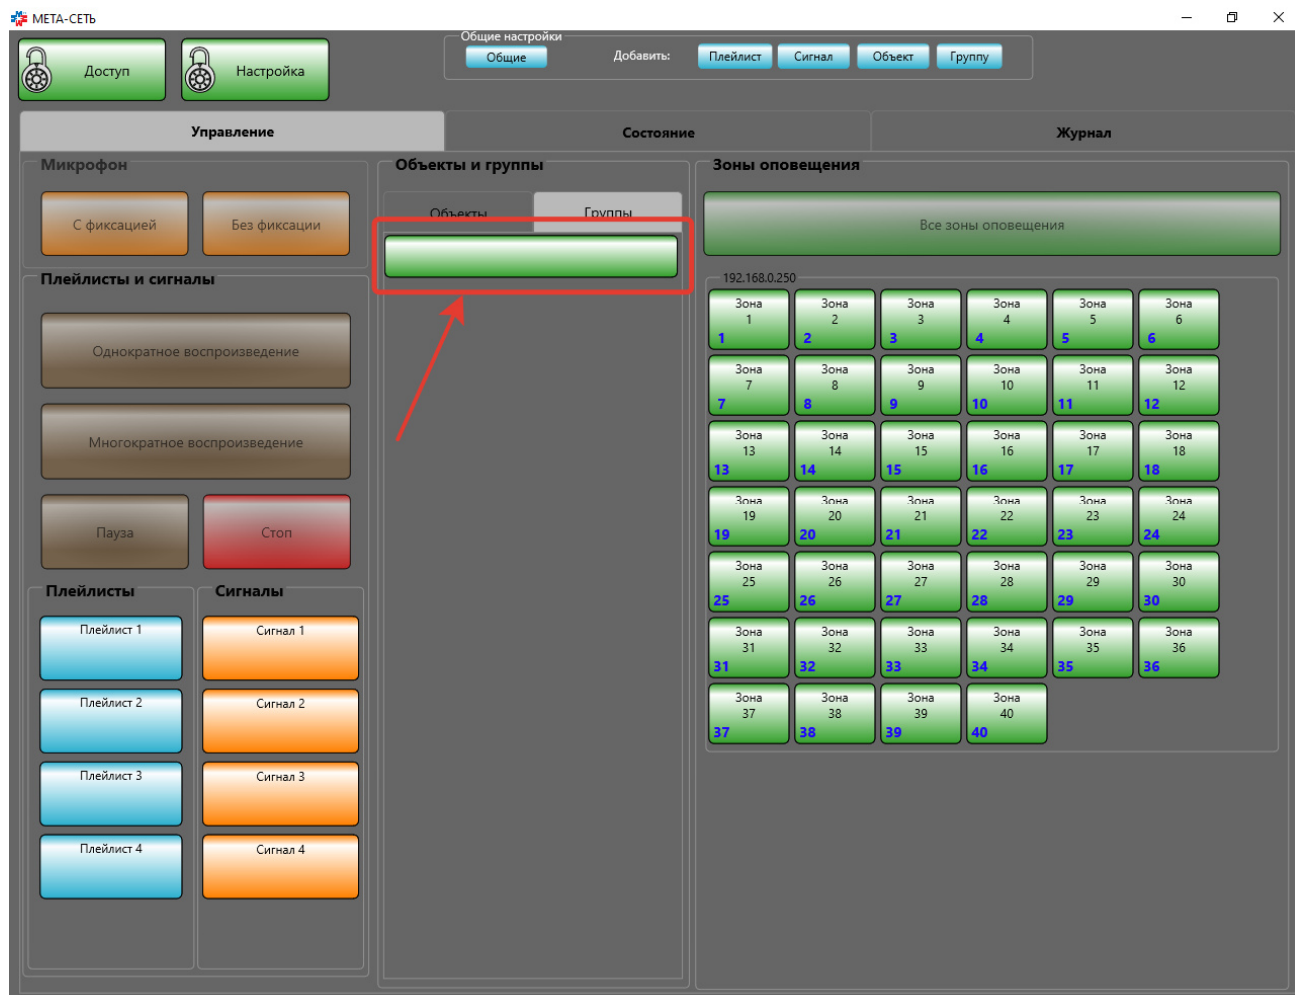 МЕТА-СЕТЬ
Доступ
Настройка
Общие настройки
Общие
Добавить:
Плейлист
Сигнал
Объект
Группу
Управление
Состояние
Журнал
Микрофон
С фиксацией
Без фиксации
Плейлисты и сигналы
Однократное воспроизведение
Многократное воспроизведение
Пауза
Стоп
Плейлисты
Сигналы
Плейлист 1
Сигнал 1
Плейлист 2
Сигнал 2
Плейлист 3
Сигнал 3
Плейлист 4
Сигнал 4
Объекты и группы
Объекты
Группы
Зоны оповещения
Все зоны оповещения
192.168.0.250
Зона Зона Зона Зона Зона Зона
1 2 3 4 5 6
1 2 3 4 5 6
Зона Зона Зона Зона Зона Зона
7 8 9 10 11 12
7 8 9 10 11 12
Зона Зона Зона Зона Зона Зона
13 14 15 16 17 18
13 14 15 16 17 18
Зона Зона Зона Зона Зона Зона
19 20 21 22 23 24
19 20 21 22 23 24
Зона Зона Зона Зона Зона Зона
25 26 27 28 29 30
25 26 27 28 29 30
Зона Зона Зона Зона Зона Зона
31 32 33 34 35 36
31 32 33 34 35 36
Зона Зона Зона Зона
37 38 39 40
37 38 39 40